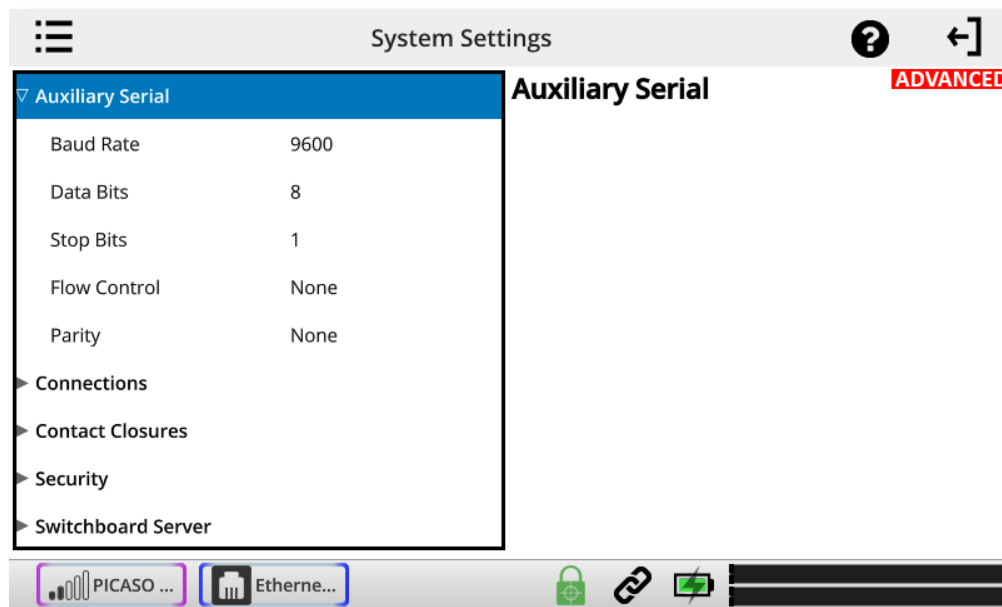 System Settings
?
Auxiliary Serial
Baud Rate 9600
Data Bits 8
Stop Bits 1
Flow Control None
Parity None
Connections
Contact Closures
Security
Switchboard Server
Auxiliary Serial
ADVANCED
PICASO ...
Etherne...